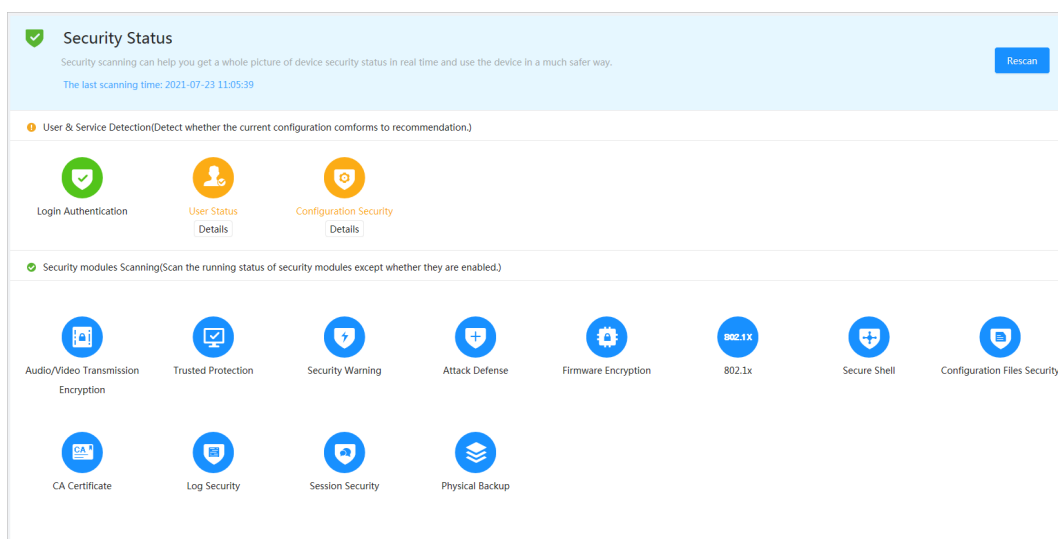 Security Status
Security scanning can help you get a whole picture of device security status in real time and use the device in a much safer way.
Rescan
The last scanning time: 2021-07-23 11:05:39
User & Service Detection(Detect whether the current configuration comforms to recommendation.)
Login Authentication
User Status
Configuration Security
Details
Details
Security modules Scanning(Scan the running status of security modules except whether they are enabled.)
802.1X
Audio/Video Transmission
Encryption
Trusted Protection
Security Warning
Attack Defense
Firmware Encryption
802.1x
Secure Shell
Configuration Files Security
CA
CA Certificate
Log Security
Session Security
Physical Backup